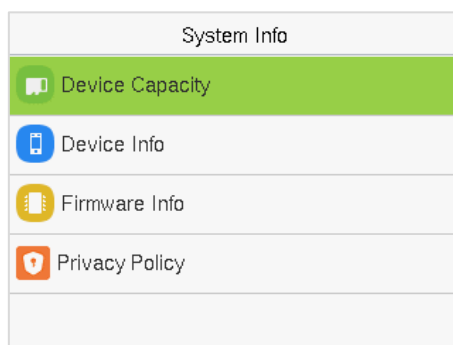 System Info
Device Capacity
Device Info
Firmware Info
Privacy Policy